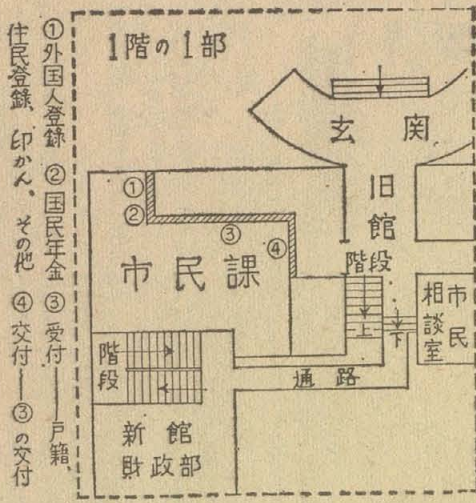 ①外国人登録 ②国民年金 ③受付——戸籍、
住民登録、印かん、その他 ④交付——③の交付
1階の1部
玄関
旧館
階段
上
下
市民相談室
①
②
③
④
市民課
階段
通路
新館
財政部